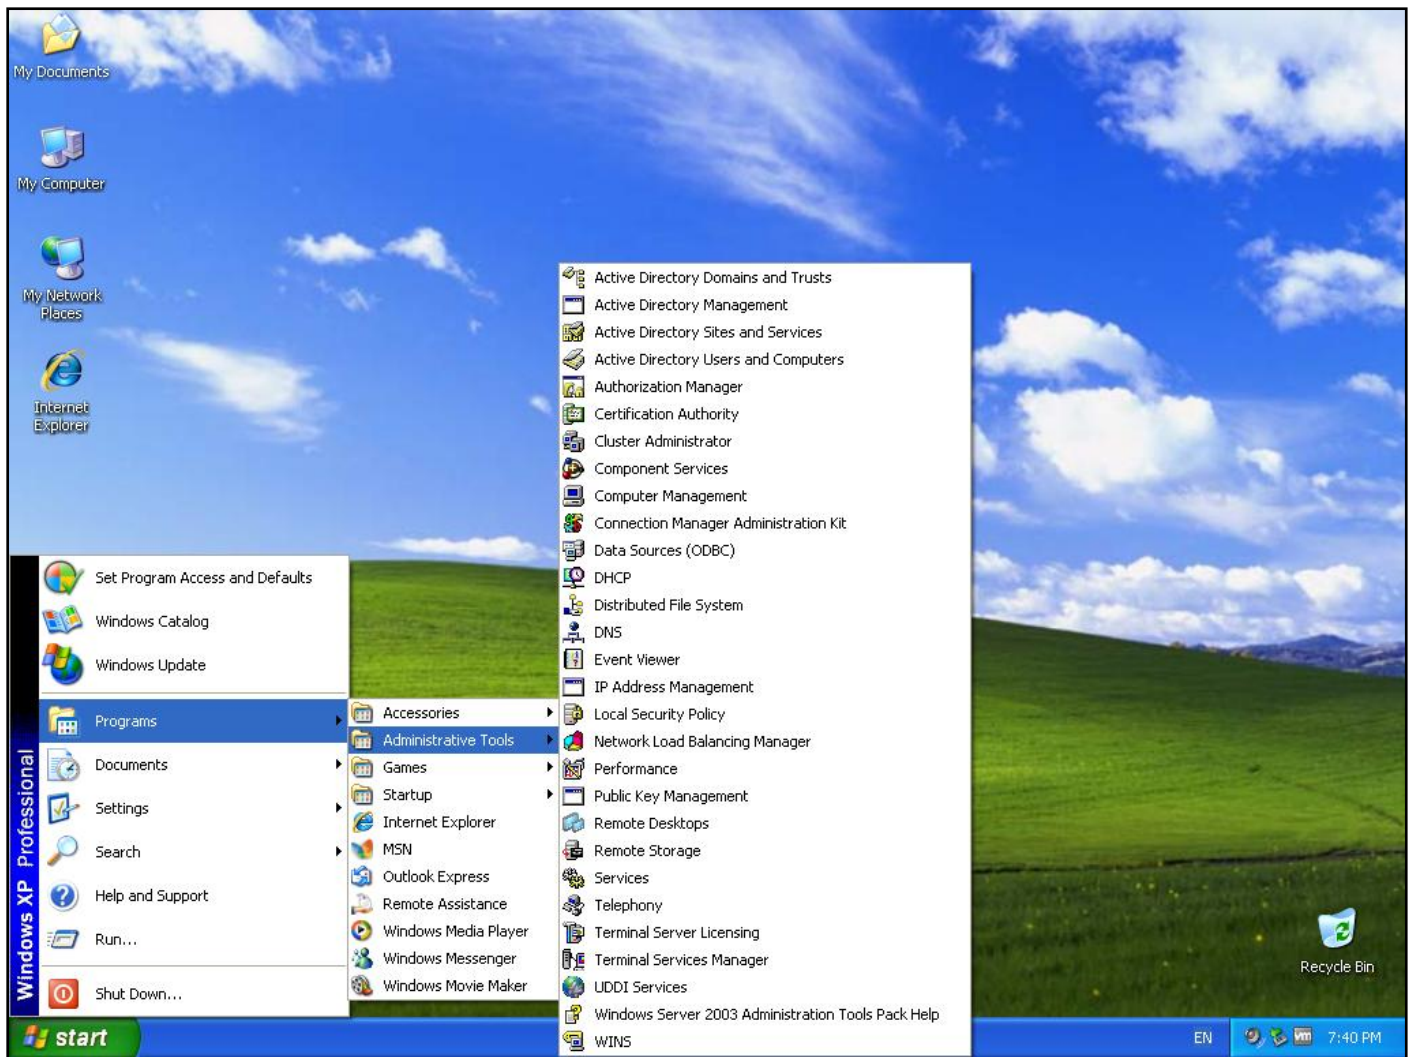 My Documents
My Computer
My Network
Places
Internet
Explorer
Set Program Access and Defaults
Windows Catalog
Windows Update
Programs
Documents
Settings
Search
Help and Support
Run...
Shut Down...
Windows XP Professional
Accessories
Administrative Tools
Games
Startup
Internet Explorer
MSN
Outlook Express
Remote Assistance
Windows Media Player
Windows Messenger
Windows Movie Maker
Active Directory Domains and Trusts
Active Directory Management
Active Directory Sites and Services
Active Directory Users and Computers
Authorization Manager
Certification Authority
Cluster Administrator
Component Services
Computer Management
Connection Manager Administration Kit
Data Sources (ODBC)
DHCP
Distributed File System
DNS
Event Viewer
IP Address Management
Local Security Policy
Network Load Balancing Manager
Performance
Public Key Management
Remote Desktops
Remote Storage
Services
Telephony
Terminal Server Licensing
Terminal Services Manager
UDDI Services
Windows Server 2003 Administration Tools Pack Help
WINS
Recycle Bin
start
EN
vm
7:40 PM